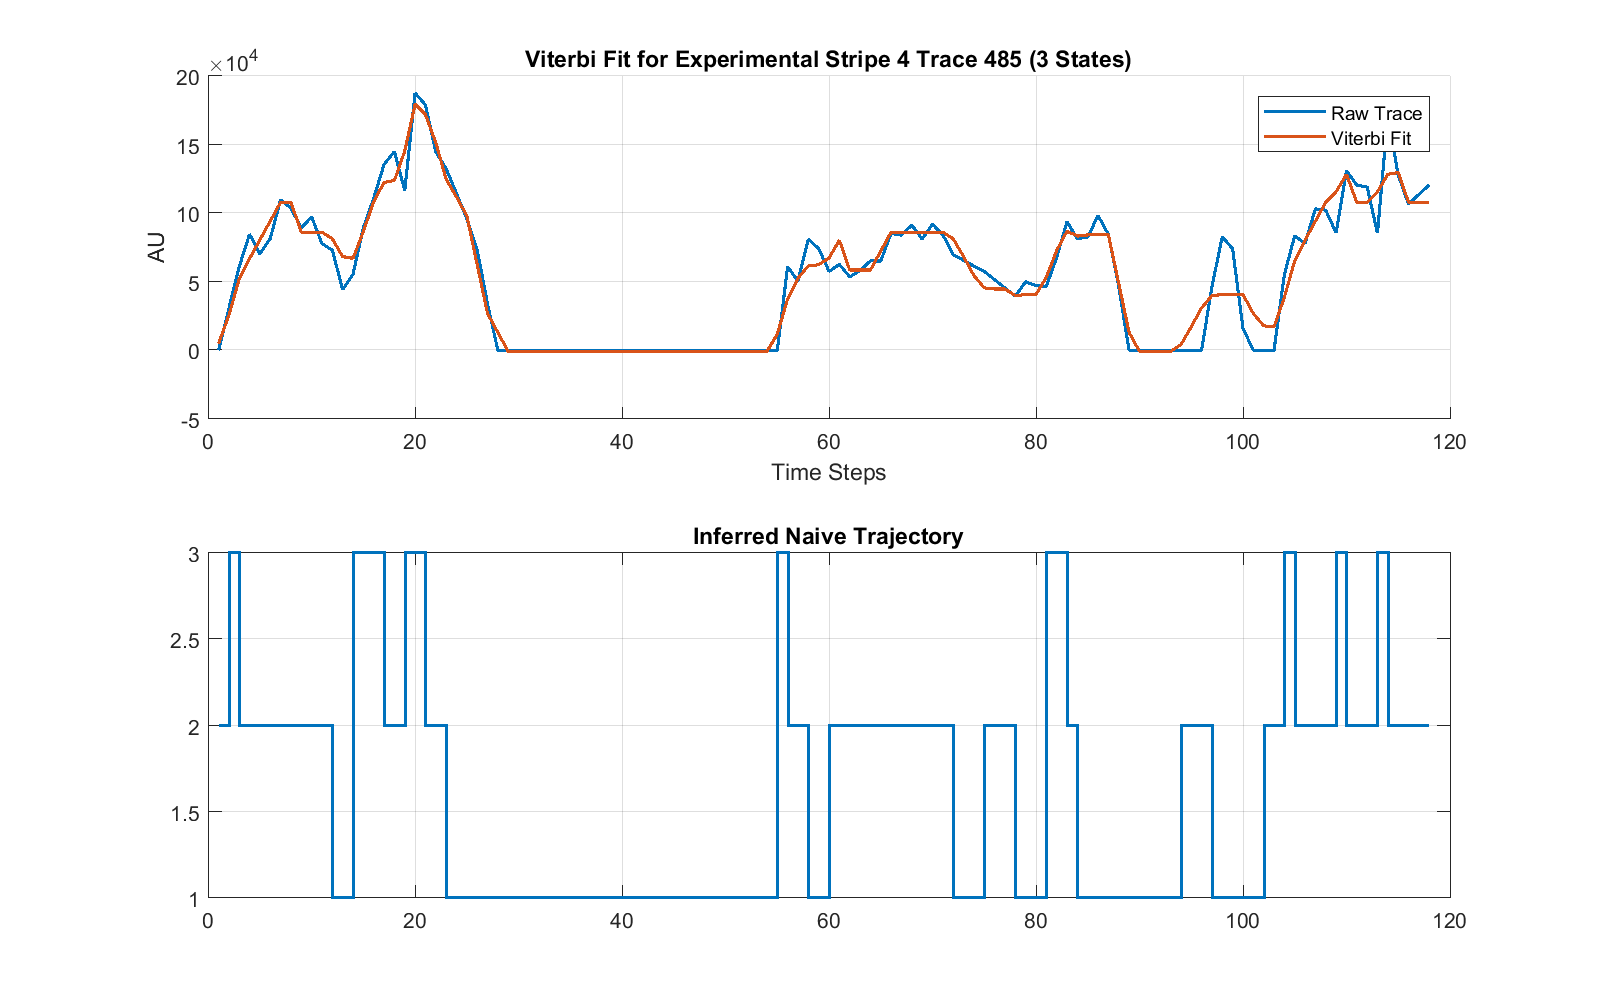 Viterbi Fit for Experimental Stripe 4 Trace 485 (3 States)
×10⁴
20
15
10
5
0
-5
AU
0 20 40 60 80 100 120
Time Steps
Raw Trace
Viterbi Fit
Inferred Naive Trajectory
3
2.5
2
1.5
1
0 20 40 60 80 100 120